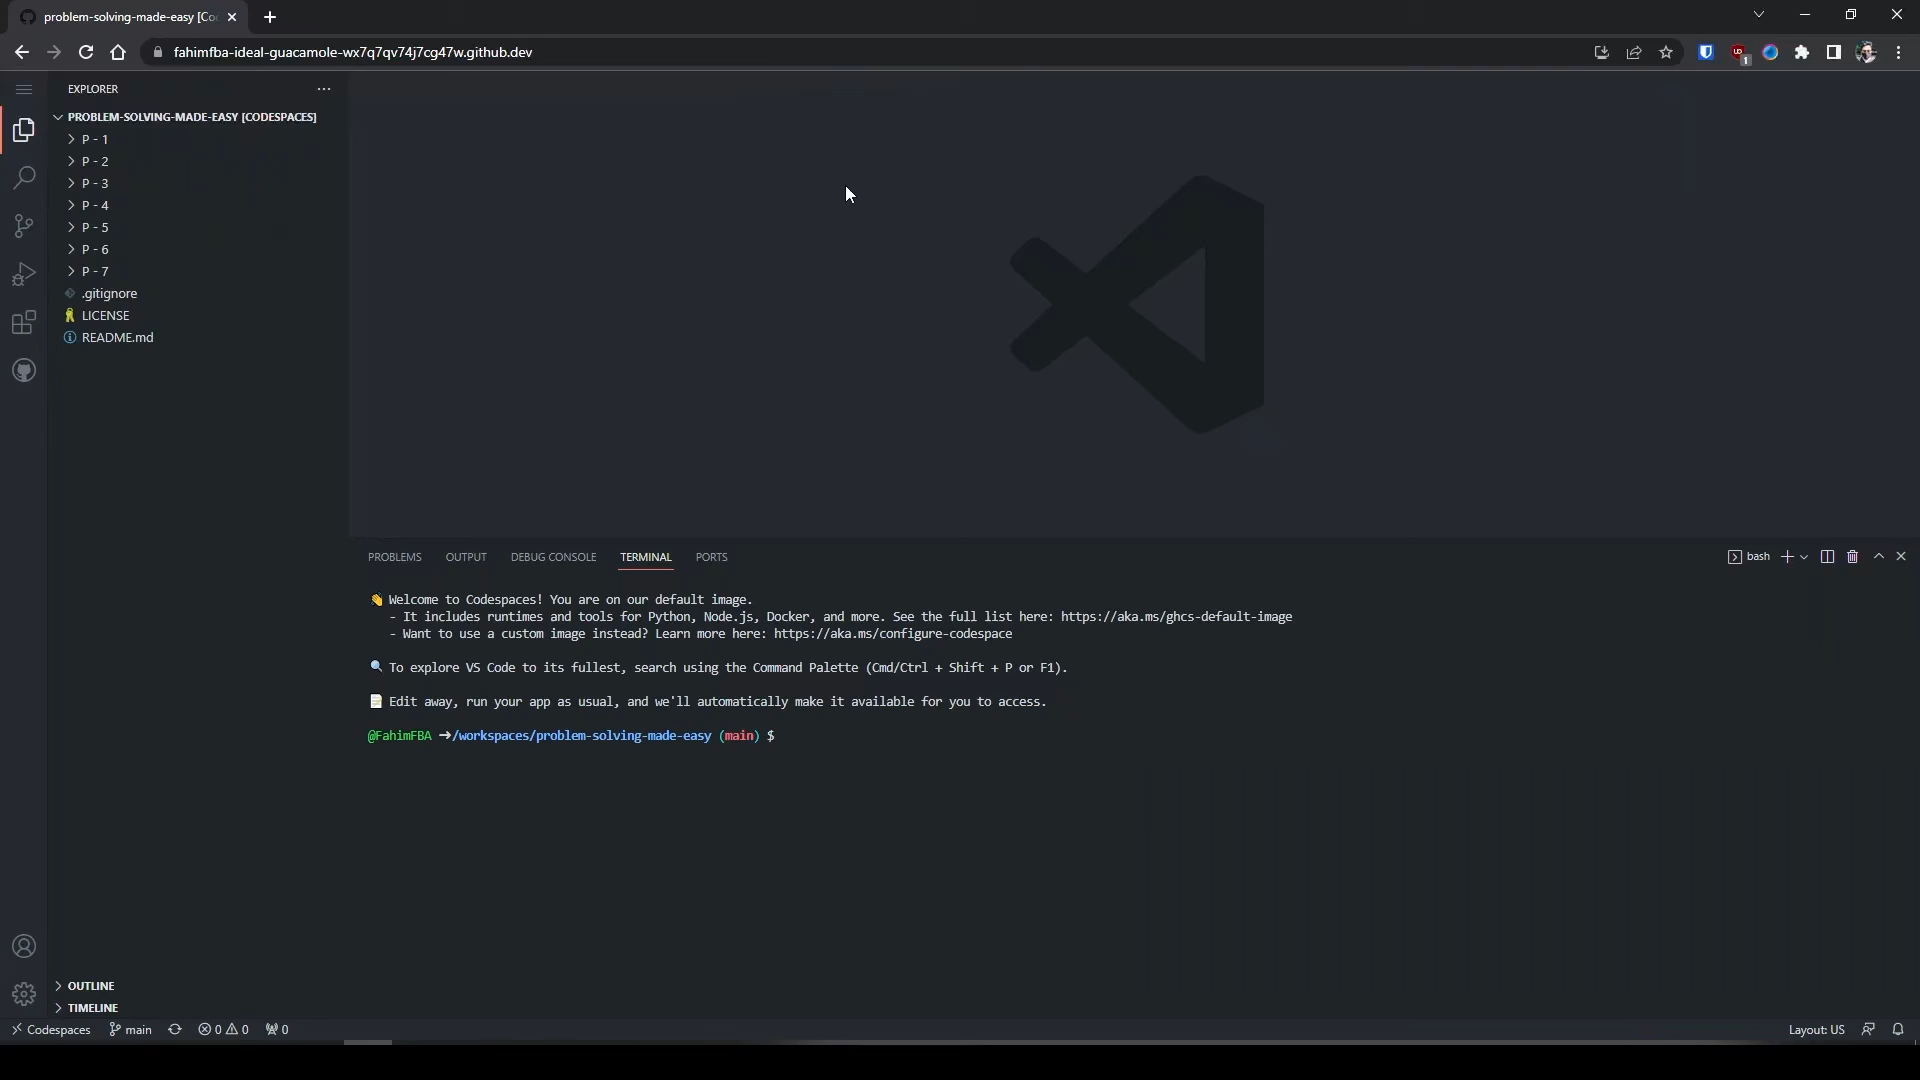 problem-solving-made-easy [Co
fahimfba-ideal-guacamole-wx7q7qv74j7cg47w.github.dev
1
EXPLORER
PROBLEM-SOLVING-MADE-EASY [CODESPACES]
P - 1
P - 2
P - 3
P - 4
P - 5
P - 6
P - 7
.gitignore
LICENSE
README.md
PROBLEMS OUTPUT DEBUG CONSOLE TERMINAL PORTS
bash
👋 Welcome to Codespaces! You are on our default image.
- It includes runtimes and tools for Python, Node.js, Docker, and more. See the full list here: https://aka.ms/ghcs-default-image
- Want to use a custom image instead? Learn more here: https://aka.ms/configure-codespace
🔍 To explore VS Code to its fullest, search using the Command Palette (Cmd/Ctrl + Shift + P or F1).
📝 Edit away, run your app as usual, and we'll automatically make it available for you to access.
@FahimFBA ➜/workspaces/problem-solving-made-easy (main) $
OUTLINE
TIMELINE
Codespaces main 0 0 0
Layout: US